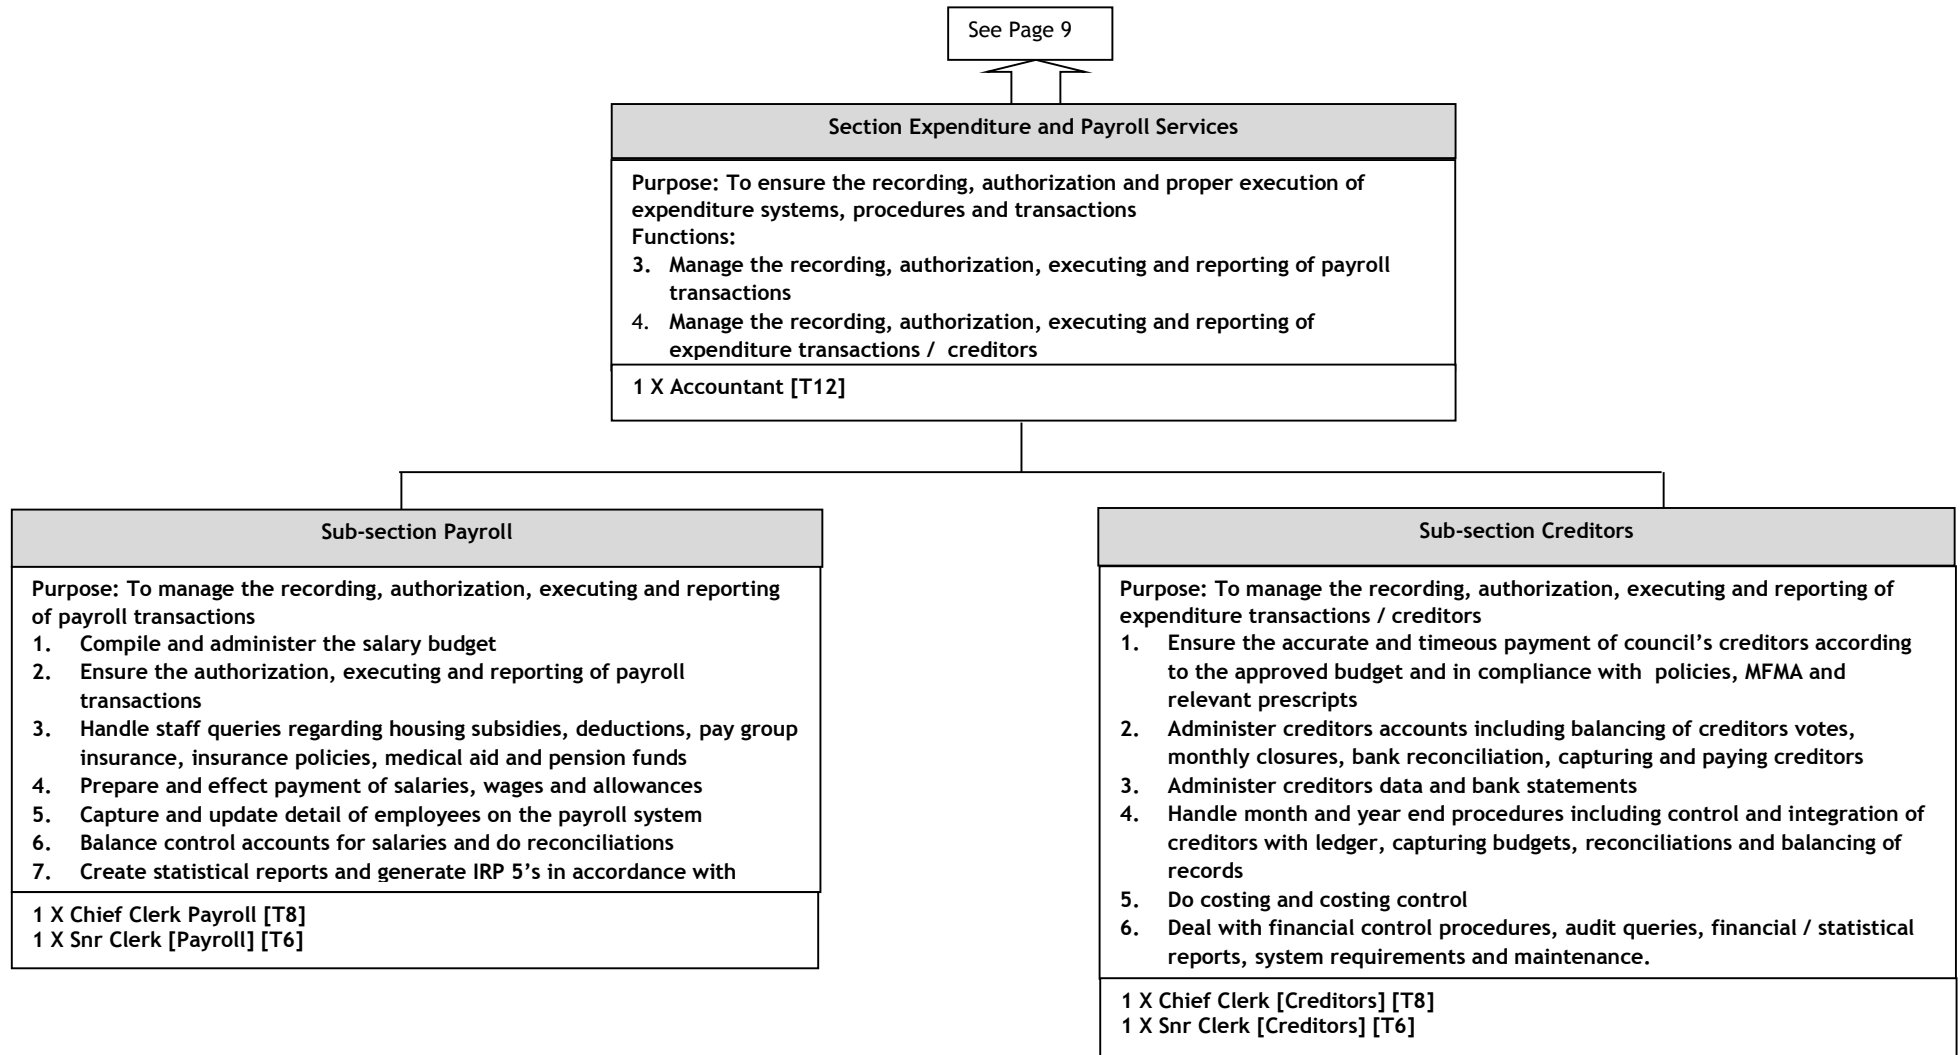 See Page 9
Section Expenditure and Payroll Services
Purpose: To ensure the recording, authorization and proper execution of
expenditure systems, procedures and transactions
Functions:
3. Manage the recording, authorization, executing and reporting of payroll
transactions
4. Manage the recording, authorization, executing and reporting of
expenditure transactions / creditors
1 X Accountant [T12]
Sub-section Payroll
Purpose: To manage the recording, authorization, executing and reporting
of payroll transactions
1. Compile and administer the salary budget
2. Ensure the authorization, executing and reporting of payroll
transactions
3. Handle staff queries regarding housing subsidies, deductions, pay group
insurance, insurance policies, medical aid and pension funds
4. Prepare and effect payment of salaries, wages and allowances
5. Capture and update detail of employees on the payroll system
6. Balance control accounts for salaries and do reconciliations
7. Create statistical reports and generate IRP 5's in accordance with
1 X Chief Clerk Payroll [T8]
1 X Snr Clerk [Payroll] [T6]
Sub-section Creditors
Purpose: To manage the recording, authorization, executing and reporting of
expenditure transactions / creditors
1. Ensure the accurate and timeous payment of council's creditors according
to the approved budget and in compliance with policies, MFMA and
relevant prescripts
2. Administer creditors accounts including balancing of creditors votes,
monthly closures, bank reconciliation, capturing and paying creditors
3. Administer creditors data and bank statements
4. Handle month and year end procedures including control and integration of
creditors with ledger, capturing budgets, reconciliations and balancing of
records
5. Do costing and costing control
6. Deal with financial control procedures, audit queries, financial / statistical
reports, system requirements and maintenance.
1 X Chief Clerk [Creditors] [T8]
1 X Snr Clerk [Creditors] [T6]